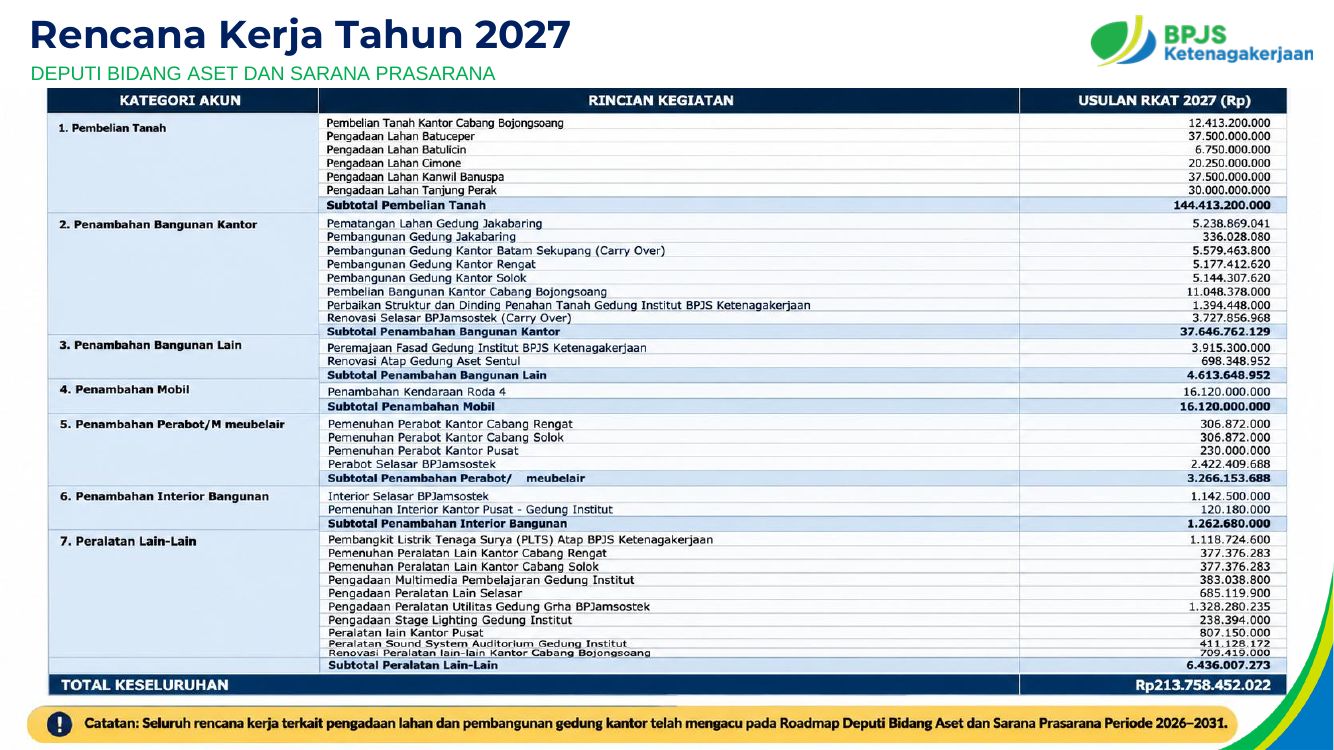 Rencana Kerja Tahun 2027
DEPUTI BIDANG ASET DAN SARANA PRASARANA
BPJS
Ketenagakerjaan
KATEGORI AKUN RINCIAN KEGIATAN USULAN RKAT 2027 (Rp)
1. Pembelian Tanah
Pembelian Tanah Kantor Cabang Bojongsoang 12.413.200.000
Pengadaan Lahan Batuceper 37.500.000.000
Pengadaan Lahan Batulicin 6.750.000.000
Pengadaan Lahan Cimone 20.250.000.000
Pengadaan Lahan Kanwil Banuspa 37.500.000.000
Pengadaan Lahan Tanjung Perak 30.000.000.000
Subtotal Pembelian Tanah 144.413.200.000
2. Penambahan Bangunan Kantor
Pematangan Lahan Gedung Jakabaring 5.238.869.041
Pembangunan Gedung Jakabaring 336.028.080
Pembangunan Gedung Kantor Batam Sekupang (Carry Over) 5.579.463.800
Pembangunan Gedung Kantor Rengat 5.177.412.620
Pembangunan Gedung Kantor Solok 5.144.307.620
Pembelian Bangunan Kantor Cabang Bojongsoang 11.048.378.000
Perbaikan Struktur dan Dinding Penahan Tanah Gedung Institut BPJS Ketenagakerjaan 1.394.448.000
Renovasi Selasar BPJamsostek (Carry Over) 3.727.856.968
Subtotal Penambahan Bangunan Kantor 37.646.762.129
3. Penambahan Bangunan Lain
Peremajaan Fasad Gedung Institut BPJS Ketenagakerjaan 3.915.300.000
Renovasi Atap Gedung Aset Sentul 698.348.952
Subtotal Penambahan Bangunan Lain 4.613.648.952
4. Penambahan Mobil
Penambahan Kendaraan Roda 4 16.120.000.000
Subtotal Penambahan Mobil 16.120.000.000
5. Penambahan Perabot/M meubelair
Pemenuhan Perabot Kantor Cabang Rengat 306.872.000
Pemenuhan Perabot Kantor Cabang Solok 306.872.000
Pemenuhan Perabot Kantor Pusat 230.000.000
Perabot Selasar BPJamsostek 2.422.409.688
Subtotal Penambahan Perabot/ meubelair 3.266.153.688
6. Penambahan Interior Bangunan
Interior Selasar BPJamsostek 1.142.500.000
Pemenuhan Interior Kantor Pusat - Gedung Institut 120.180.000
Subtotal Penambahan Interior Bangunan 1.262.680.000
7. Peralatan Lain-Lain
Pembangkit Listrik Tenaga Surya (PLTS) Atap BPJS Ketenagakerjaan 1.118.724.600
Pemenuhan Peralatan Lain Kantor Cabang Rengat 377.376.283
Pemenuhan Peralatan Lain Kantor Cabang Solok 377.376.283
Pengadaan Multimedia Pembelajaran Gedung Institut 383.038.800
Pengadaan Peralatan Lain Selasar 685.119.900
Pengadaan Peralatan Utilitas Gedung Grha BPJamsostek 1.328.280.235
Pengadaan Stage Lighting Gedung Institut 238.394.000
Peralatan lain Kantor Pusat 807.150.000
Peralatan Sound System Auditorium Gedung Institut 411.128.172
Renovasi Peralatan lain-lain Kantor Cabang Bojongsoang 709.419.000
Subtotal Peralatan Lain-Lain 6.436.007.273
TOTAL KESELURUHAN Rp213.758.452.022
! Catatan: Seluruh rencana kerja terkait pengadaan lahan dan pembangunan gedung kantor telah mengacu pada Roadmap Deputi Bidang Aset dan Sarana Prasarana Periode 2026–2031.